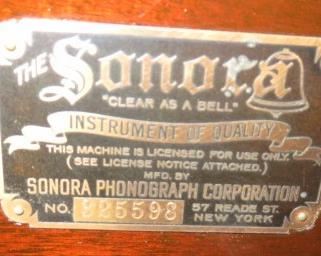 THE Sonora
"CLEAR AS A BELL"
INSTRUMENT OF QUALITY
THIS MACHINE IS LICENSED FOR USE ONLY.
(SEE LICENSE NOTICE ATTACHED.)
MFD. BY
SONORA PHONOGRAPH CORPORATION.
NO. 57 READE ST.
NEW YORK